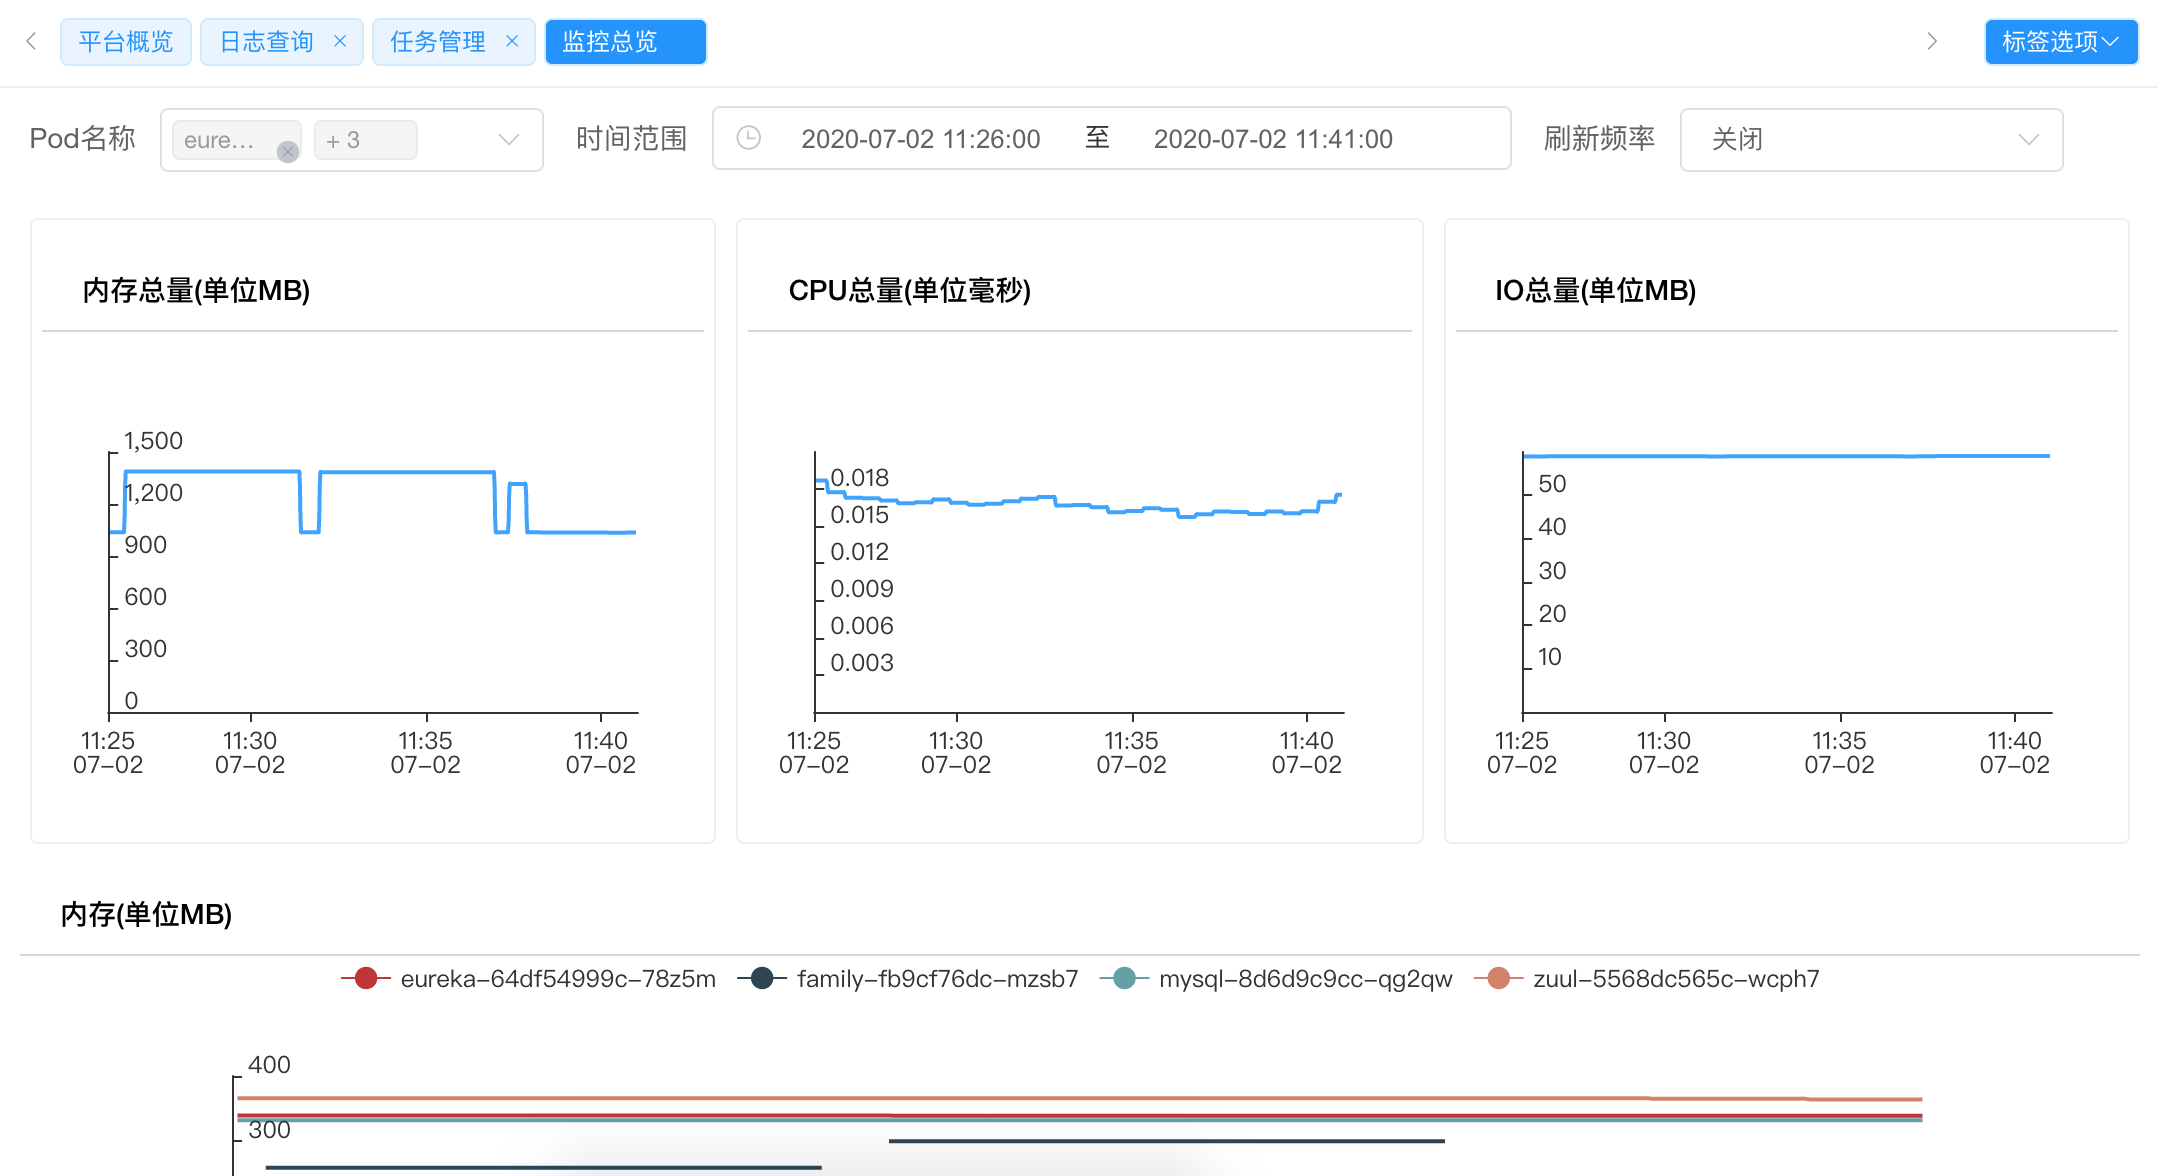 平台概览 日志查询 × 任务管理 × 监控总览 标签选项
Pod名称 eure... + 3 时间范围 2020-07-02 11:26:00 至 2020-07-02 11:41:00 刷新频率 关闭
内存总量(单位MB)
1,500
1,200
900
600
300
0
11:25 11:30 11:35 11:40
07-02 07-02 07-02 07-02
CPU总量(单位毫秒)
0.018
0.015
0.012
0.009
0.006
0.003
11:25 11:30 11:35 11:40
07-02 07-02 07-02 07-02
IO总量(单位MB)
50
40
30
20
10
11:25 11:30 11:35 11:40
07-02 07-02 07-02 07-02
内存(单位MB)
eureka-64df54999c-78z5m family-fb9cf76dc-mzsb7 mysql-8d6d9c9cc-qg2qw zuul-5568dc565c-wcph7
400
300